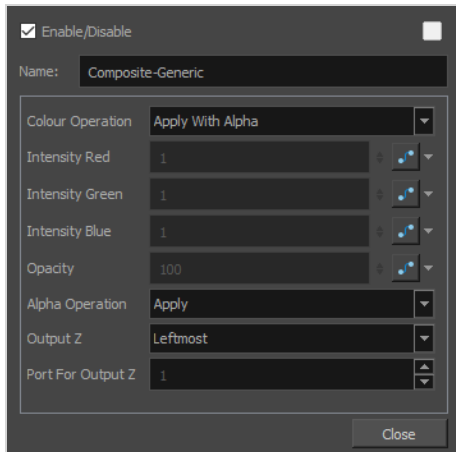 Enable/Disable
Name: Composite-Generic
Colour Operation Apply With Alpha
Intensity Red 1
Intensity Green 1
Intensity Blue 1
Opacity 100
Alpha Operation Apply
Output Z Leftmost
Port For Output Z 1
Close